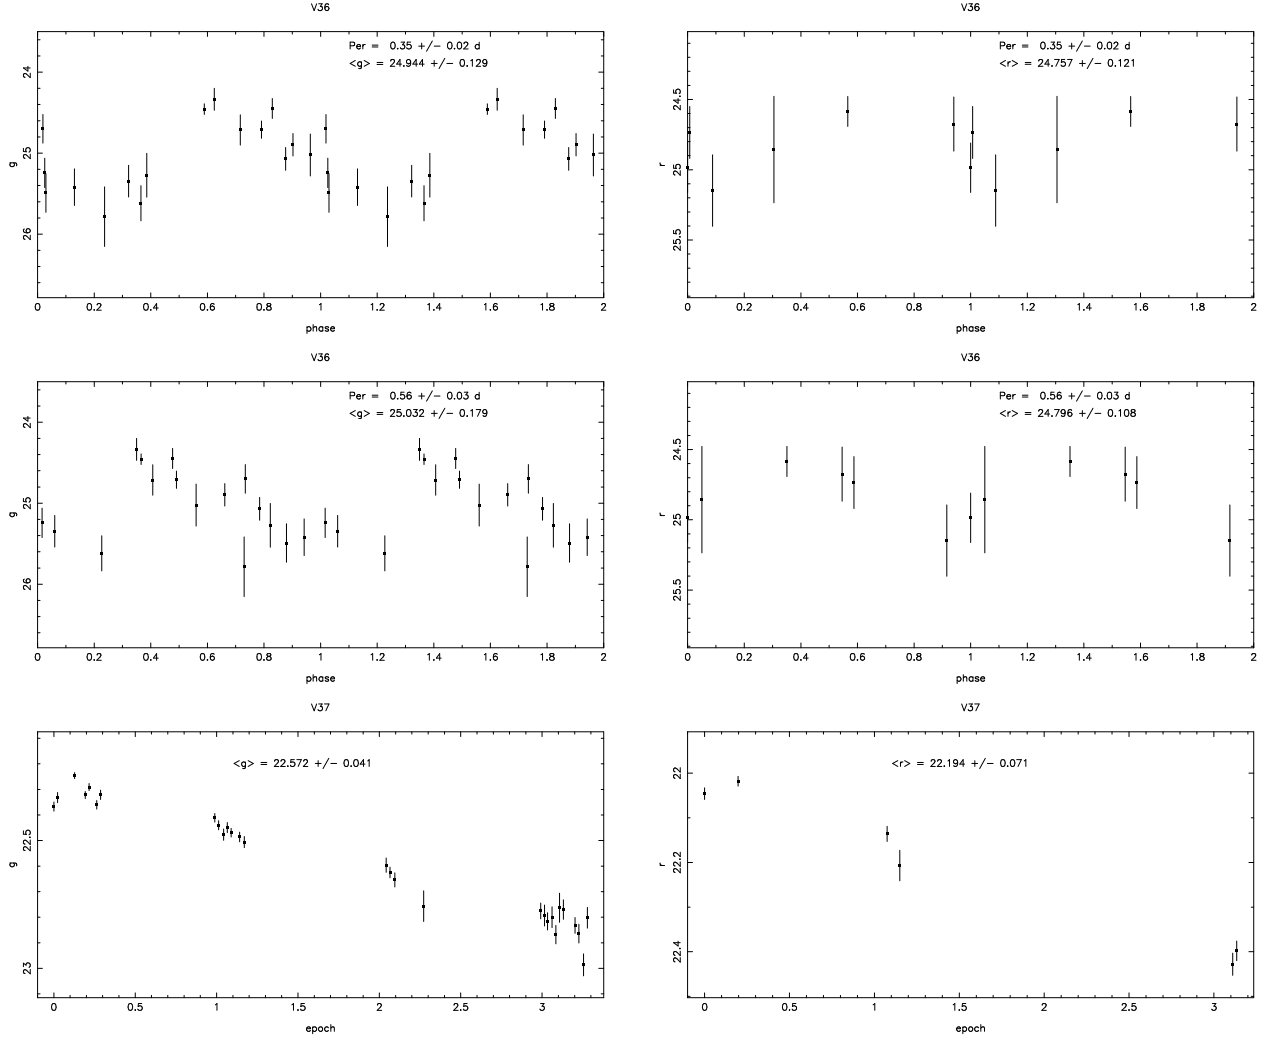 V36
Per = 0.35 +/- 0.02 d
<g> = 24.944 +/- 0.129
24
25
26
g
0 0.2 0.4 0.6 0.8 1 1.2 1.4 1.6 1.8 2
phase
V36
Per = 0.35 +/- 0.02 d
<r> = 24.757 +/- 0.121
24.5
25
25.5
r
0 0.2 0.4 0.6 0.8 1 1.2 1.4 1.6 1.8 2
phase
V36
Per = 0.56 +/- 0.03 d
<g> = 25.032 +/- 0.179
24
25
26
g
0 0.2 0.4 0.6 0.8 1 1.2 1.4 1.6 1.8 2
phase
V36
Per = 0.56 +/- 0.03 d
<r> = 24.796 +/- 0.108
24.5
25
25.5
r
0 0.2 0.4 0.6 0.8 1 1.2 1.4 1.6 1.8 2
phase
V37
<g> = 22.572 +/- 0.041
22.5
23
g
0 0.5 1 1.5 2 2.5 3
epoch
V37
<r> = 22.194 +/- 0.071
22
22.2
22.4
r
0 0.5 1 1.5 2 2.5 3
epoch